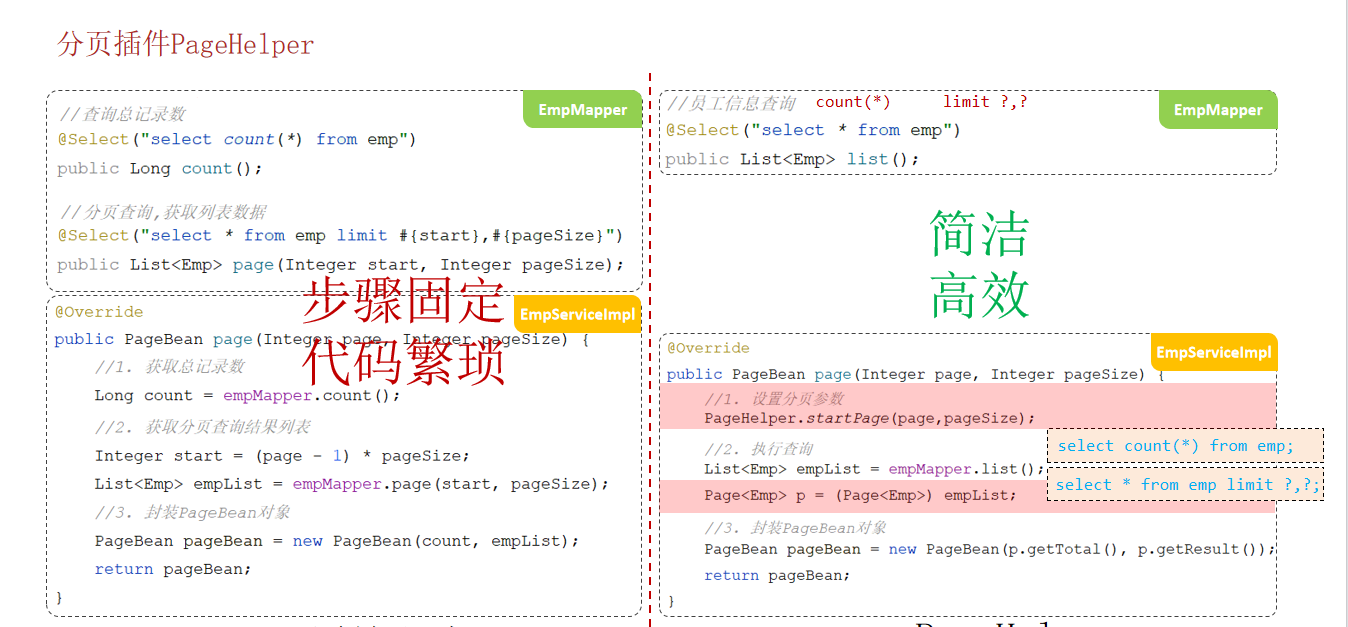 分页插件PageHelper
EmpMapper
//查询总记录数
@Select("select count(*) from emp")
public Long count();
//分页查询,获取列表数据
@Select("select * from emp limit #{start},#{pageSize}")
public List<Emp> page(Integer start, Integer pageSize);
步骤固定
代码繁琐
EmpServiceImpl
@Override
public PageBean page(Integer page, Integer pageSize) {
//1. 获取总记录数
Long count = empMapper.count();
//2. 获取分页查询结果列表
Integer start = (page - 1) * pageSize;
List<Emp> empList = empMapper.page(start, pageSize);
//3. 封装PageBean对象
PageBean pageBean = new PageBean(count, empList);
return pageBean;
}
//员工信息查询 count(*) limit ?,?
EmpMapper
@Select("select * from emp")
public List<Emp> list();
简洁
高效
EmpServiceImpl
@Override
public PageBean page(Integer page, Integer pageSize) {
//1. 设置分页参数
PageHelper.startPage(page,pageSize);
//2. 执行查询
List<Emp> empList = empMapper.list();
Page<Emp> p = (Page<Emp>) empList;
select count(*) from emp;
select * from emp limit ?,?;
//3. 封装PageBean对象
PageBean pageBean = new PageBean(p.getTotal(), p.getResult());
return pageBean;
}